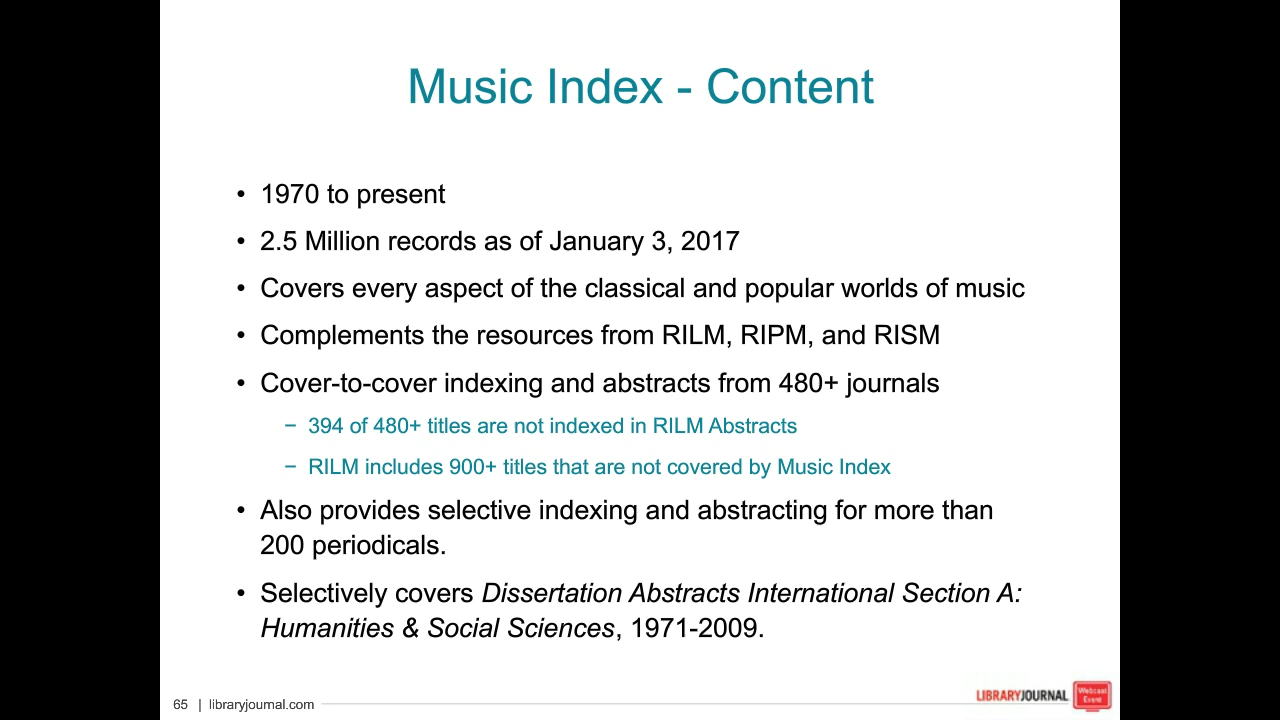 Music Index - Content
• 1970 to present
• 2.5 Million records as of January 3, 2017
• Covers every aspect of the classical and popular worlds of music
• Complements the resources from RILM, RIPM, and RISM
• Cover-to-cover indexing and abstracts from 480+ journals
− 394 of 480+ titles are not indexed in RILM Abstracts
− RILM includes 900+ titles that are not covered by Music Index
• Also provides selective indexing and abstracting for more than
200 periodicals.
• Selectively covers Dissertation Abstracts International Section A:
Humanities & Social Sciences, 1971-2009.
65 | libraryjournal.com
LIBRARYJOURNAL
Webcast
Event